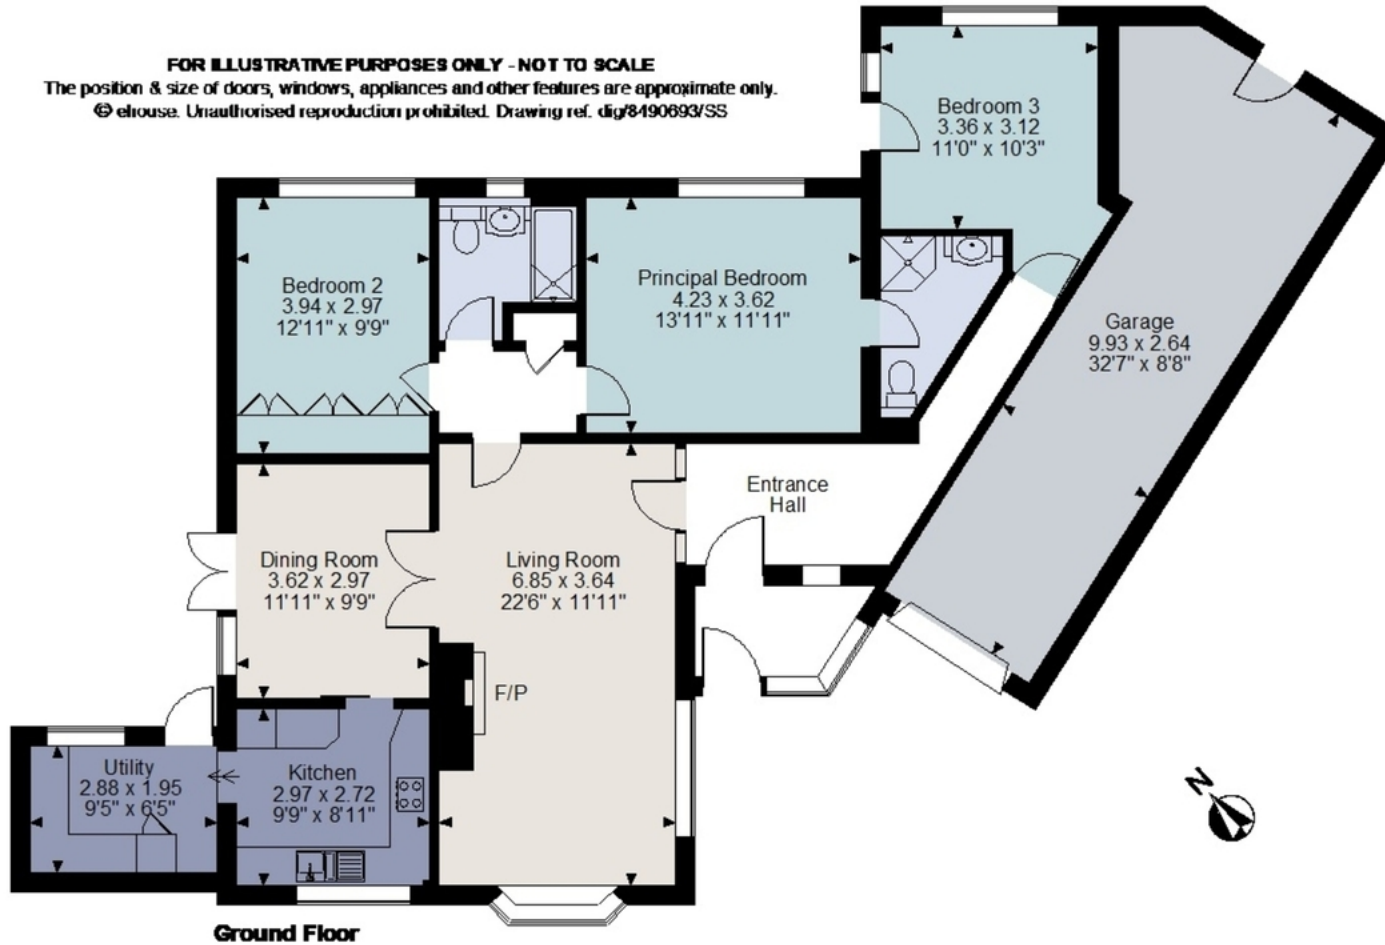 FOR ILLUSTRATIVE PURPOSES ONLY - NOT TO SCALE
The position & size of doors, windows, appliances and other features are approximate only.
© ehouse. Unauthorised reproduction prohibited. Drawing ref. dig/8490693/SS
Bedroom 3
3.36 x 3.12
11'0" x 10'3"
Bedroom 2
3.94 x 2.97
12'11" x 9'9"
Principal Bedroom
4.23 x 3.62
13'11" x 11'11"
Garage
9.93 x 2.64
32'7" x 8'8"
Entrance
Hall
Dining Room
3.62 x 2.97
11'11" x 9'9"
Living Room
6.85 x 3.64
22'6" x 11'11"
F/P
Utility
2.88 x 1.95
9'5" x 6'5"
Kitchen
2.97 x 2.72
9'9" x 8'11"
N
Ground Floor